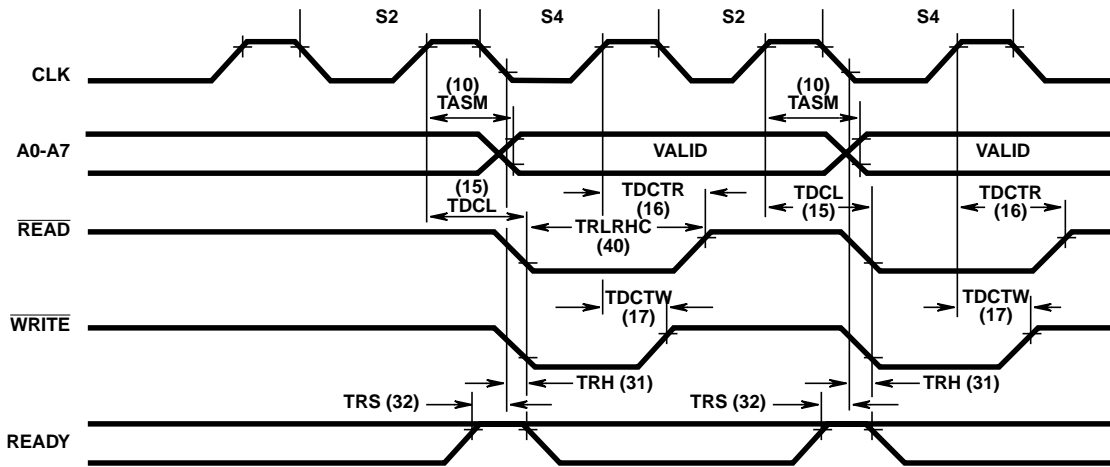 S2 S4 S2 S4
CLK
(10) (10)
TASM TASM
A0-A7 VALID VALID
(15) TDCTR TDCL TDCTR
TDCL (16) (15) (16)
READ TRLRHC
(40)
TDCTW TDCTW
WRITE (17) (17)
TRH (31) TRH (31)
TRS (32) TRS (32)
READY